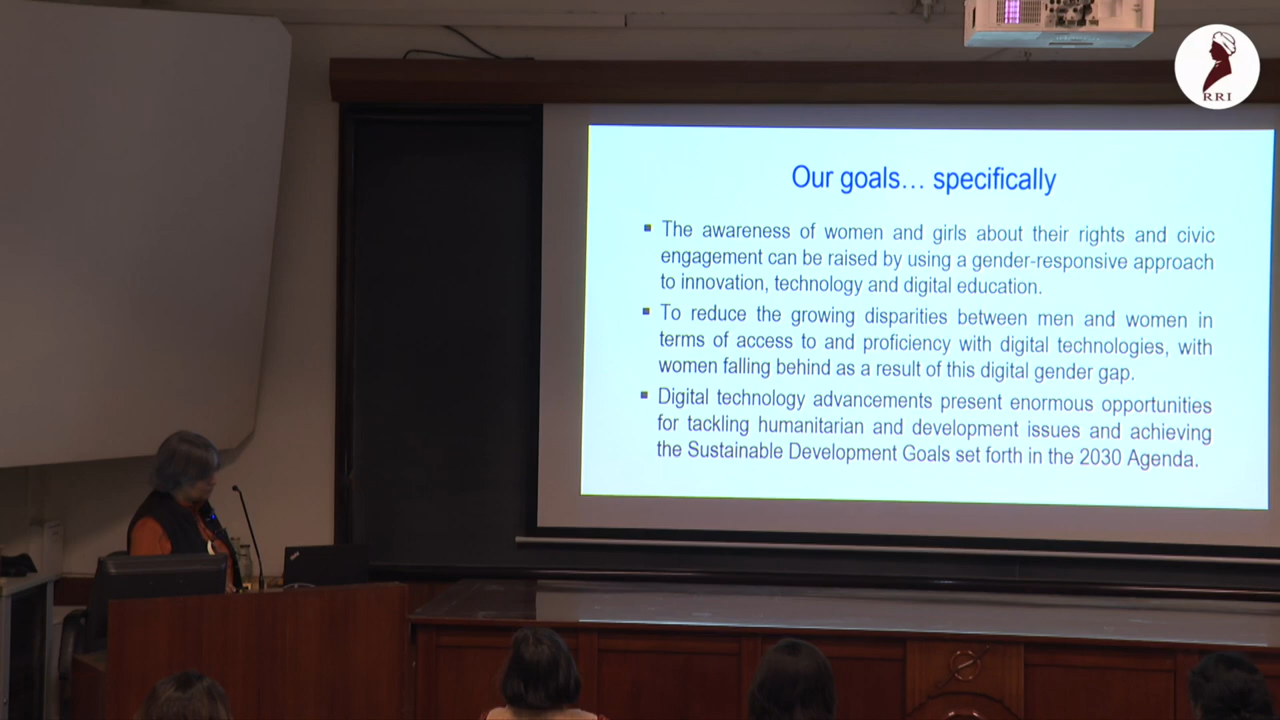 RRI
Our goals… specifically
▪ The awareness of women and girls about their rights and civic
engagement can be raised by using a gender-responsive approach
to innovation, technology and digital education.
▪ To reduce the growing disparities between men and women in
terms of access to and proficiency with digital technologies, with
women falling behind as a result of this digital gender gap.
▪ Digital technology advancements present enormous opportunities
for tackling humanitarian and development issues and achieving
the Sustainable Development Goals set forth in the 2030 Agenda.